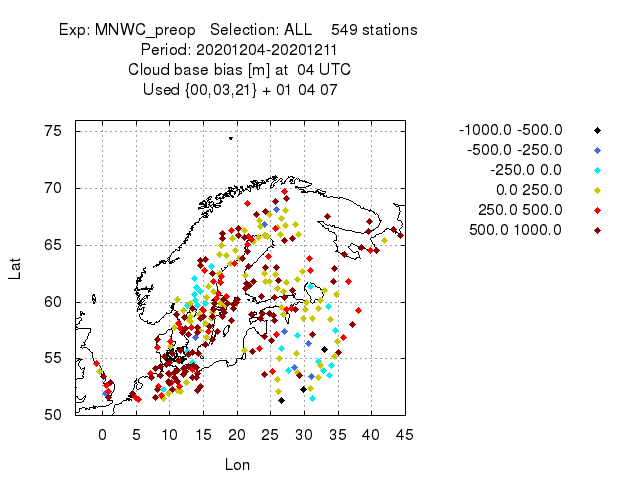 Exp: MNWC_preop   Selection: ALL    549 stations
Period: 20201204-20201211
Cloud base bias [m] at  04 UTC
Used {00,03,21} + 01 04 07
-1000.0 -500.0
-500.0 -250.0
-250.0 0.0
0.0 250.0
250.0 500.0
500.0 1000.0
75
70
65
60
55
50
Lat
0 5 10 15 20 25 30 35 40 45
Lon